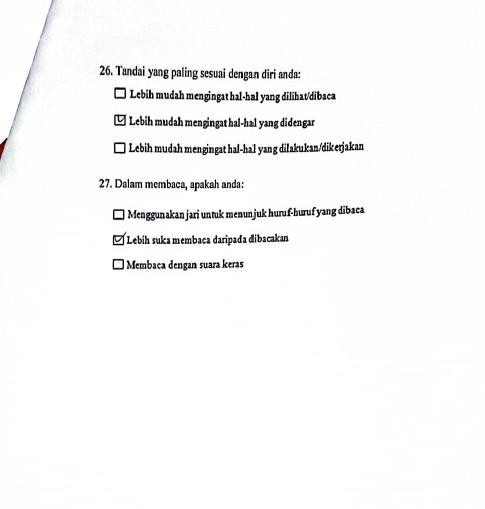 26. Tandai yang paling sesuai dengan diri anda:
☐ Lebih mudah mengingat hal-hal yang dilihat/dibaca
☑ Lebih mudah mengingat hal-hal yang didengar
☐ Lebih mudah mengingat hal-hal yang dilakukan/dikerjakan
27. Dalam membaca, apakah anda:
☐ Menggunakan jari untuk menunjuk huruf-huruf yang dibaca
☑ Lebih suka membaca daripada dibacakan
☐ Membaca dengan suara keras